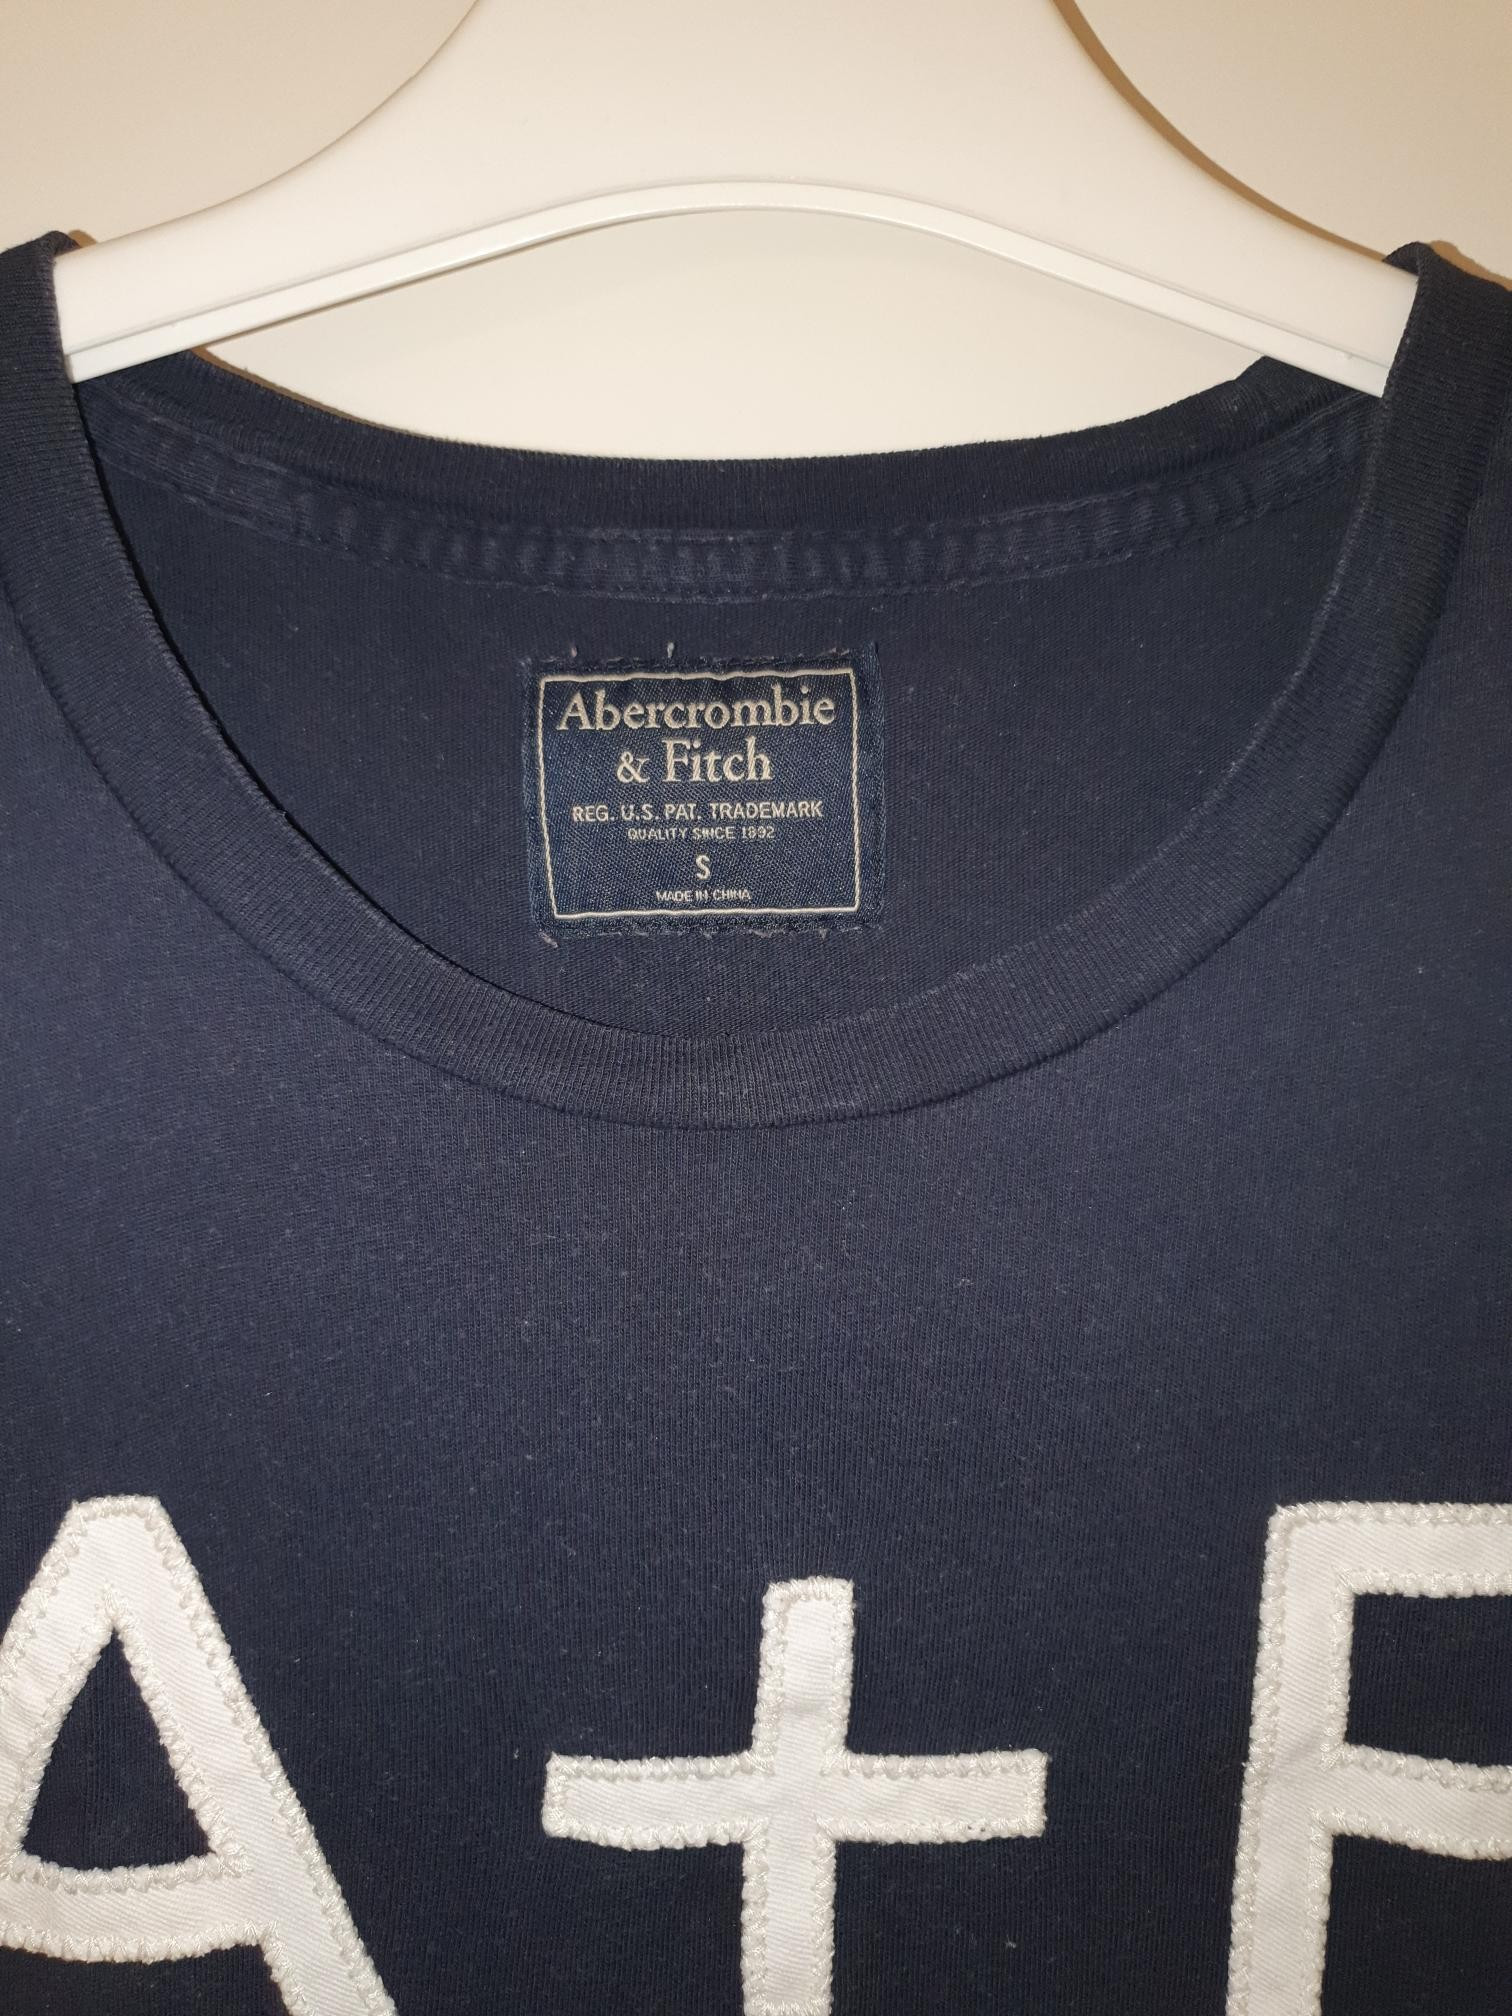 Abercrombie
& Fitch
REG. U.S. PAT. TRADEMARK
QUALITY SINCE 1892
S
MADE IN CHINA
A+F